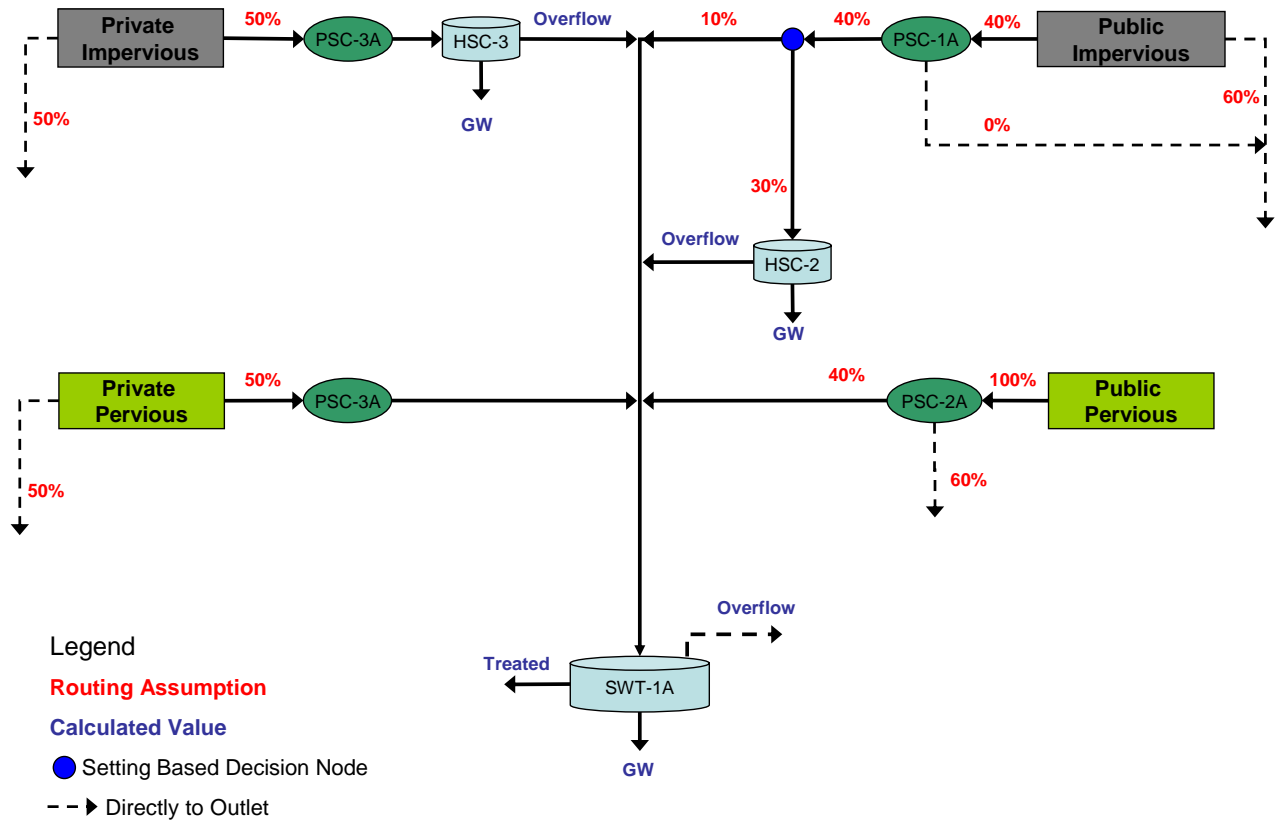 Private
Impervious
50%
PSC-3A
HSC-3
Overflow
10%
40%
PSC-1A
40%
Public
Impervious
50%
GW
60%
0%
30%
Overflow
HSC-2
GW
Private
Pervious
50%
PSC-3A
40%
PSC-2A
100%
Public
Pervious
50%
60%
Overflow
Treated
SWT-1A
GW
Legend
Routing Assumption
Calculated Value
Setting Based Decision Node
Directly to Outlet